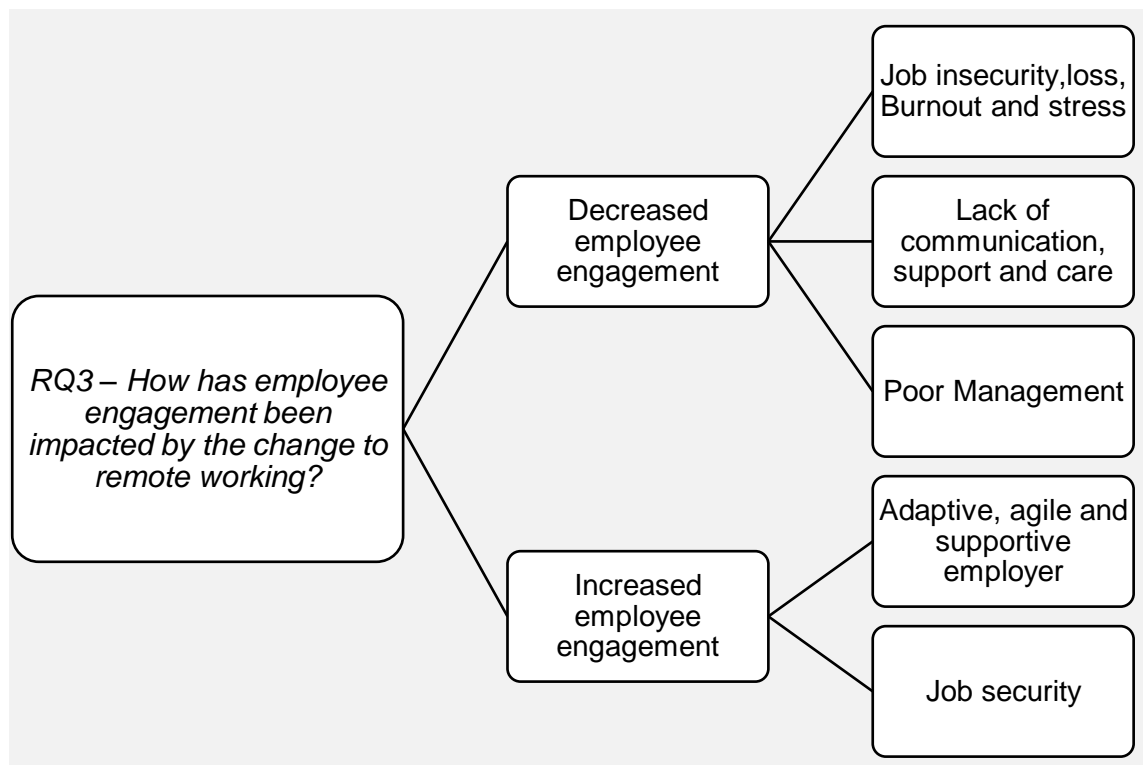 RQ3 – How has employee
engagement been
impacted by the change to
remote working?
Decreased
employee
engagement
Job insecurity,loss,
Burnout and stress
Lack of
communication,
support and care
Poor Management
Increased
employee
engagement
Adaptive, agile and
supportive
employer
Job security